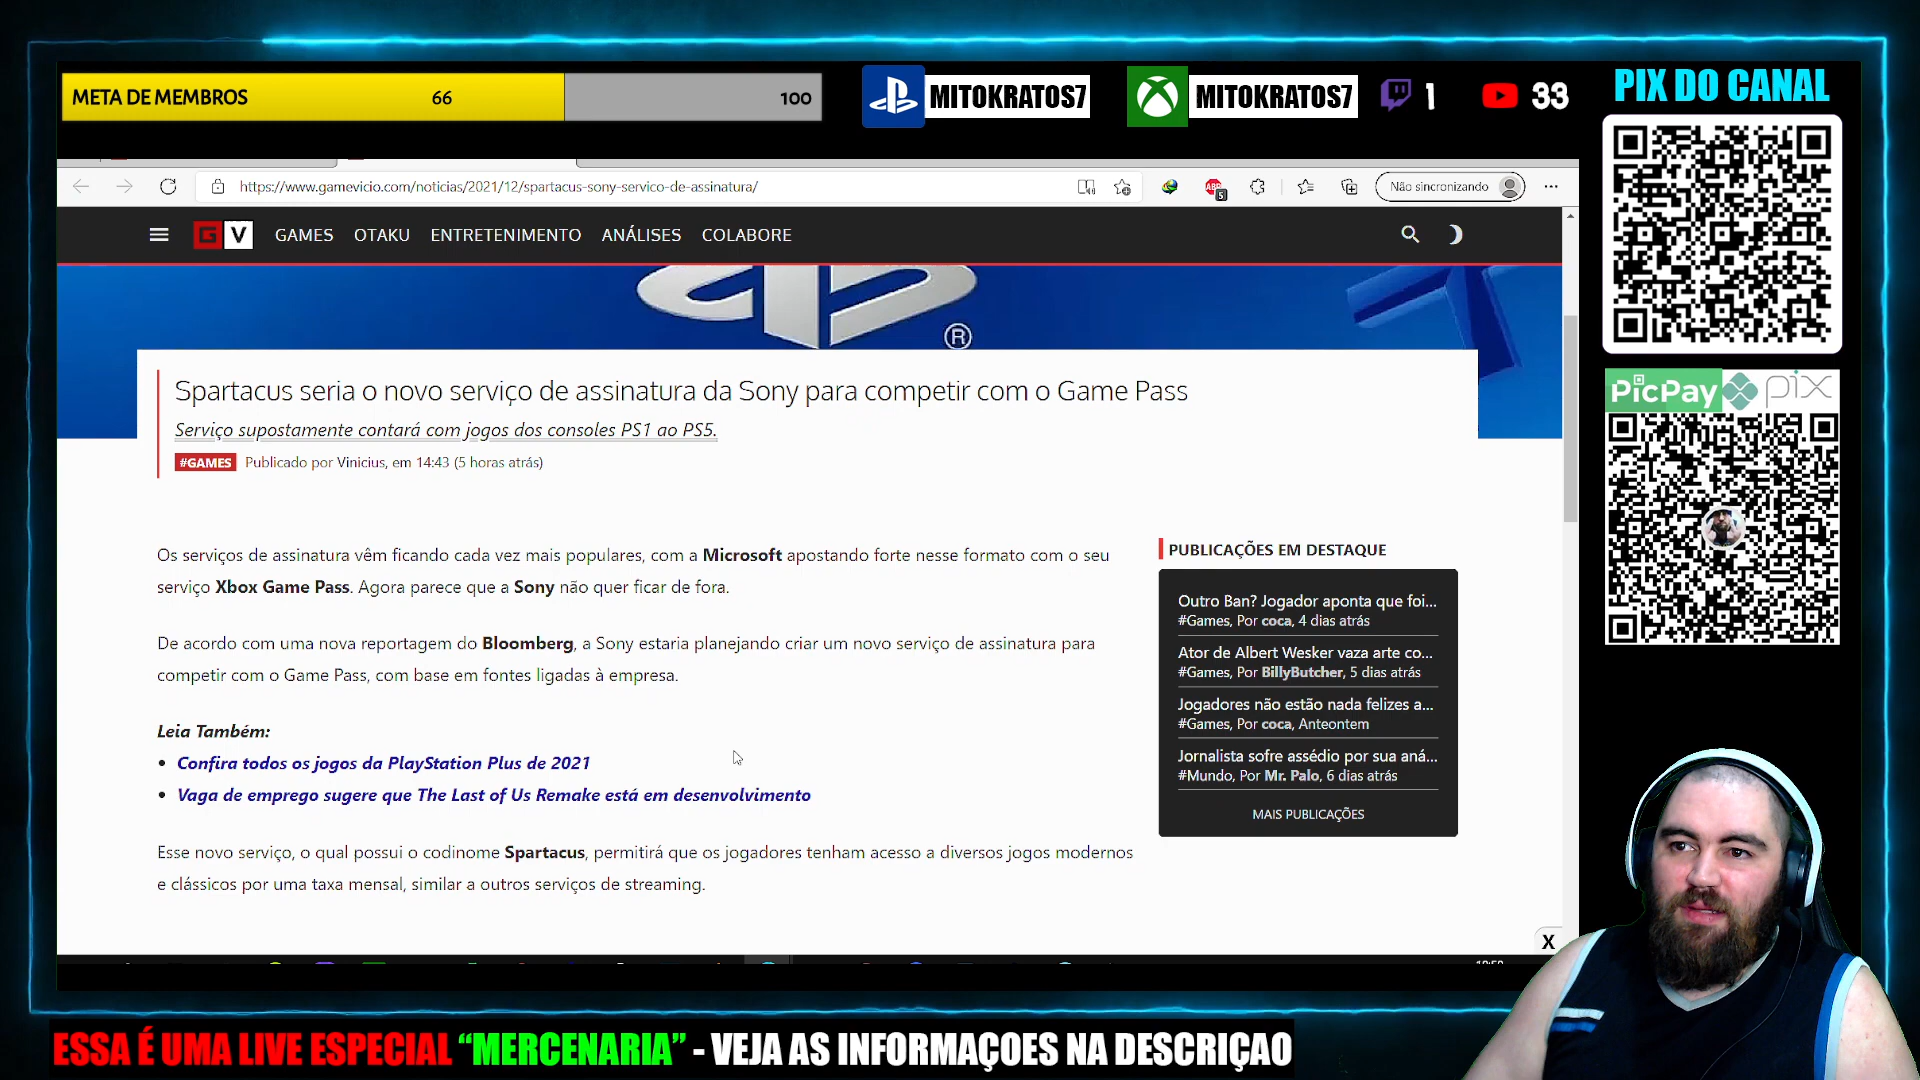 META DE MEMBROS
66
100
MITOKRATOS7
MITOKRATOS7
1
33
PIX DO CANAL
https://www.gamevicio.com/noticias/2021/12/spartacus-sony-servico-de-assinatura/
ABP
5
Não sincronizando
G V
GAMES
OTAKU
ENTRETENIMENTO
ANÁLISES
COLABORE
®
PicPay
pix
Spartacus seria o novo serviço de assinatura da Sony para competir com o Game Pass
Serviço supostamente contará com jogos dos consoles PS1 ao PS5.
#GAMES Publicado por Vinicius, em 14:43 (5 horas atrás)
Os serviços de assinatura vêm ficando cada vez mais populares, com a Microsoft apostando forte nesse formato com o seu
serviço Xbox Game Pass. Agora parece que a Sony não quer ficar de fora.
De acordo com uma nova reportagem do Bloomberg, a Sony estaria planejando criar um novo serviço de assinatura para
competir com o Game Pass, com base em fontes ligadas à empresa.
Leia Também:
• Confira todos os jogos da PlayStation Plus de 2021
• Vaga de emprego sugere que The Last of Us Remake está em desenvolvimento
Esse novo serviço, o qual possui o codinome Spartacus, permitirá que os jogadores tenham acesso a diversos jogos modernos
e clássicos por uma taxa mensal, similar a outros serviços de streaming.
PUBLICAÇÕES EM DESTAQUE
Outro Ban? Jogador aponta que foi...
#Games, Por coca, 4 dias atrás
Ator de Albert Wesker vaza arte co...
#Games, Por BillyButcher, 5 dias atrás
Jogadores não estão nada felizes a...
#Games, Por coca, Anteontem
Jornalista sofre assédio por sua aná...
#Mundo, Por Mr. Palo, 6 dias atrás
MAIS PUBLICAÇÕES
X
ESSA É UMA LIVE ESPECIAL “MERCENARIA” - VEJA AS INFORMAÇOES NA DESCRIÇAO